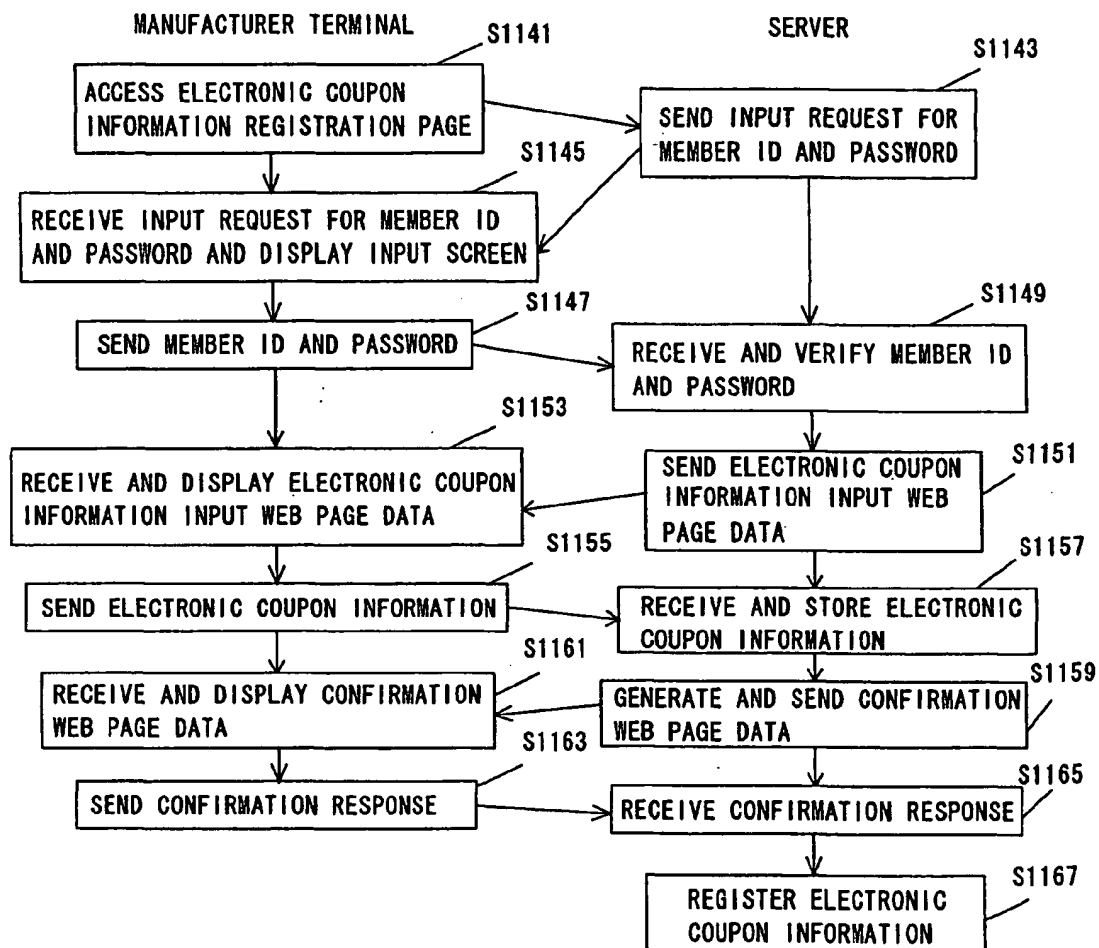 MANUFACTURER TERMINAL
SERVER
S1141
ACCESS ELECTRONIC COUPON
INFORMATION REGISTRATION PAGE
S1143
SEND INPUT REQUEST FOR
MEMBER ID AND PASSWORD
S1145
RECEIVE INPUT REQUEST FOR MEMBER ID
AND PASSWORD AND DISPLAY INPUT SCREEN
S1147
SEND MEMBER ID AND PASSWORD
S1149
RECEIVE AND VERIFY MEMBER ID
AND PASSWORD
S1151
SEND ELECTRONIC COUPON
INFORMATION INPUT WEB
PAGE DATA
S1153
RECEIVE AND DISPLAY ELECTRONIC COUPON
INFORMATION INPUT WEB PAGE DATA
S1155
SEND ELECTRONIC COUPON INFORMATION
S1157
RECEIVE AND STORE ELECTRONIC
COUPON INFORMATION
S1159
GENERATE AND SEND CONFIRMATION
WEB PAGE DATA
S1161
RECEIVE AND DISPLAY CONFIRMATION
WEB PAGE DATA
S1163
SEND CONFIRMATION RESPONSE
S1165
RECEIVE CONFIRMATION RESPONSE
S1167
REGISTER ELECTRONIC
COUPON INFORMATION